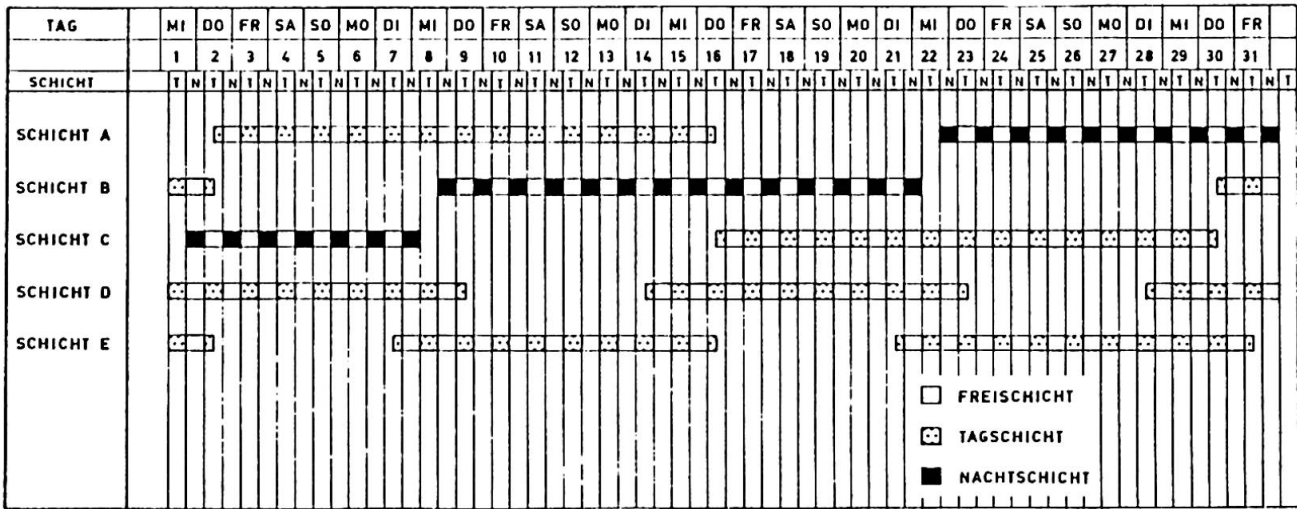 TAG MI DO FR SA SO MO DI MI DO FR SA SO MO DI MI DO FR SA SO MO DI MI DO FR SA SO MO DI MI DO FR
1 2 3 4 5 6 7 8 9 10 11 12 13 14 15 16 17 18 19 20 21 22 23 24 25 26 27 28 29 30 31
SCHICHT T N T N T N T N T N T N T N T N T N T N T N T N T N T N T N T N T N T N T N T N T N T N T N T N T N T N T N T N T N T N T N T
SCHICHT A
SCHICHT B
SCHICHT C
SCHICHT D
SCHICHT E
FREISCHICHT
TAGSCHICHT
NACHTSCHICHT